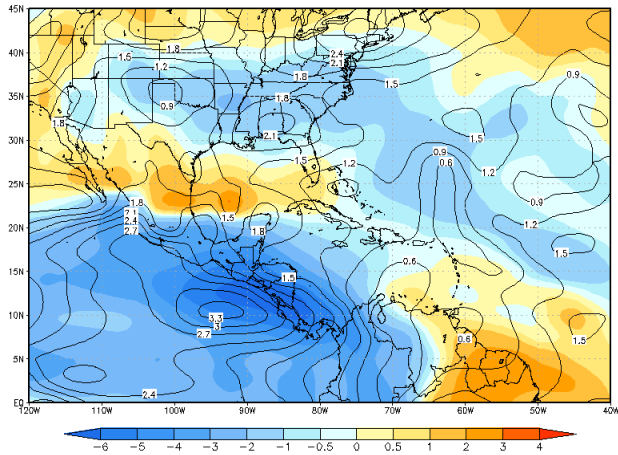 45N
40N
35N
30N
25N
20N
15N
10N
5N
EQ
120W 110W 100W 90W 80W 70W 60W 50W 40W
1.8 2.4
1.5 2.1
1.2 1.8 1.5 0.9
0.9 1.8
1.8 2.1 1.5
1.5 1.2 0.9
0.6
1.8 1.2 0.9
2.1 1.5
2.4 1.8 1.2
2.7 1.5
1.5 0.6
3.3
3
2.7 0.6 1.5
2.4
-6 -5 -4 -3 -2 -1 -0.5 0 0.5 1 2 3 4